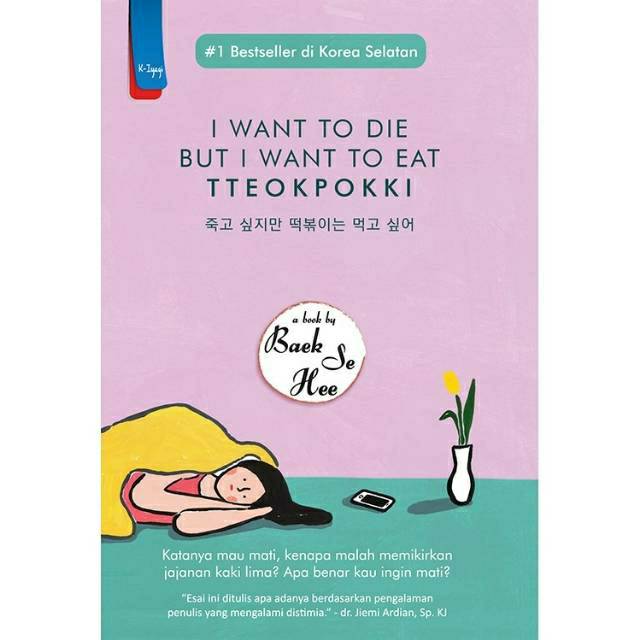 K-Iyagi
#1 Bestseller di Korea Selatan
I WANT TO DIE
BUT I WANT TO EAT
TTEOKPOKKI
죽고 싶지만 떡볶이는 먹고 싶어
a book by
Baek
Se
Hee
Katanya mau mati, kenapa malah memikirkan
jajanan kaki lima? Apa benar kau ingin mati?
"Esai ini ditulis apa adanya berdasarkan pengalaman
penulis yang mengalami distimia." - dr. Jiemi Ardian, Sp. KJ